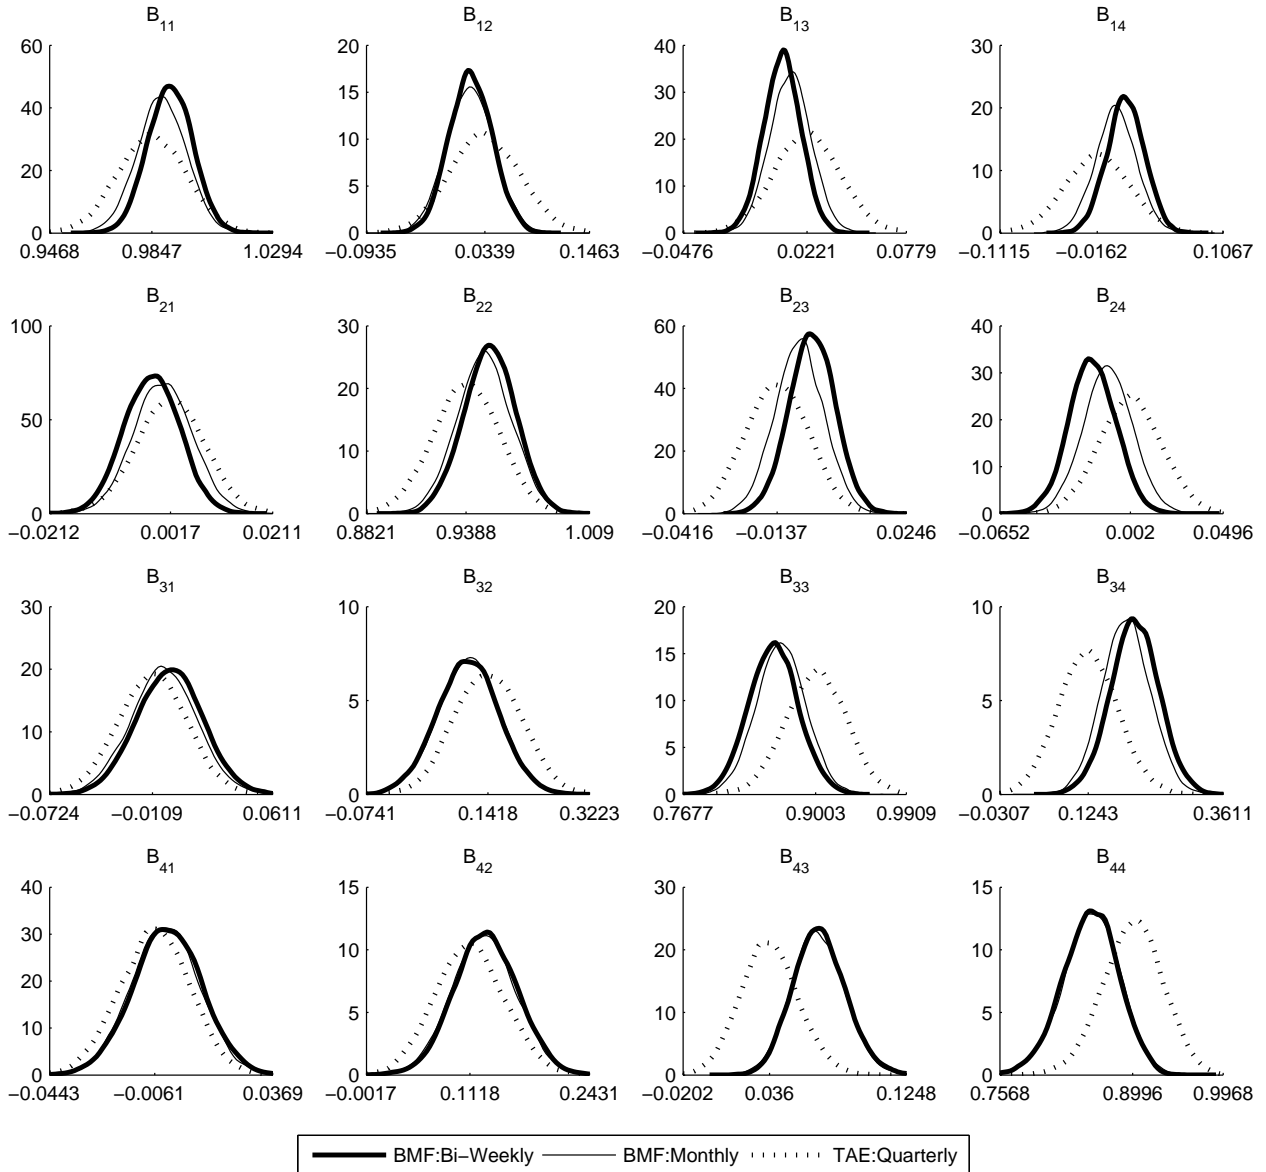 B11 B12 B13 B14
60 20 40 30
40 15 30 20
20 10 20 10
0 5 10 0
0 0
0.9468 0.9847 1.0294 −0.0935 0.0339 0.1463 −0.0476 0.0221 0.0779 −0.1115 −0.0162 0.1067
B21 B22 B23 B24
100 30 60 40
50 20 40 30
0 10 20 20
0 0 10
0
−0.0212 0.0017 0.0211 0.8821 0.9388 1.009 −0.0416 −0.0137 0.0246 −0.0652 0.002 0.0496
B31 B32 B33 B34
30 10 20 10
20 5 15 5
10 0 10 0
0 5
0
−0.0724 −0.0109 0.0611 −0.0741 0.1418 0.3223 0.7677 0.9003 0.9909 −0.0307 0.1243 0.3611
B41 B42 B43 B44
40 15 30 15
30 10 20 10
20 5 10 5
10 0 0 0
0
−0.0443 −0.0061 0.0369 −0.0017 0.1118 0.2431 −0.0202 0.036 0.1248 0.7568 0.8996 0.9968
BMF:Bi−Weekly BMF:Monthly TAE:Quarterly